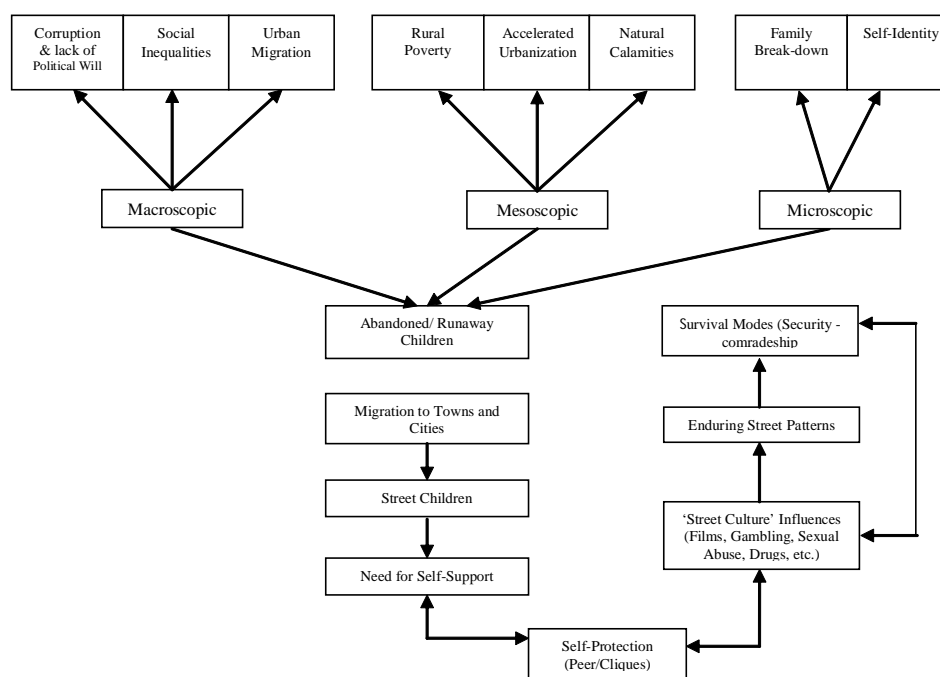 Corruption
& lack of
Political Will
Social
Inequalities
Urban
Migration
Rural
Poverty
Accelerated
Urbanization
Natural
Calamities
Family
Break-down
Self-Identity
Macroscopic
Mesoscopic
Microscopic
Abandoned/ Runaway
Children
Survival Modes (Security -
comradeship
Migration to Towns and
Cities
Enduring Street Patterns
Street Children
‘Street Culture’ Influences
(Films, Gambling, Sexual
Abuse, Drugs, etc.)
Need for Self-Support
Self-Protection
(Peer/Cliques)